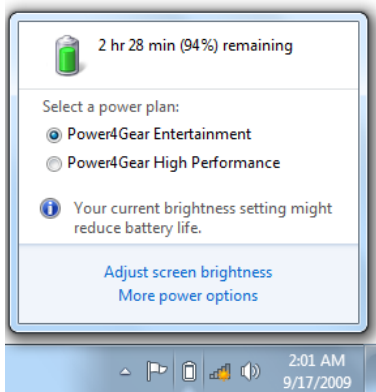 2 hr 28 min (94%) remaining
Select a power plan:
Power4Gear Entertainment
Power4Gear High Performance
Your current brightness setting might
reduce battery life.
Adjust screen brightness
More power options
2:01 AM
9/17/2009